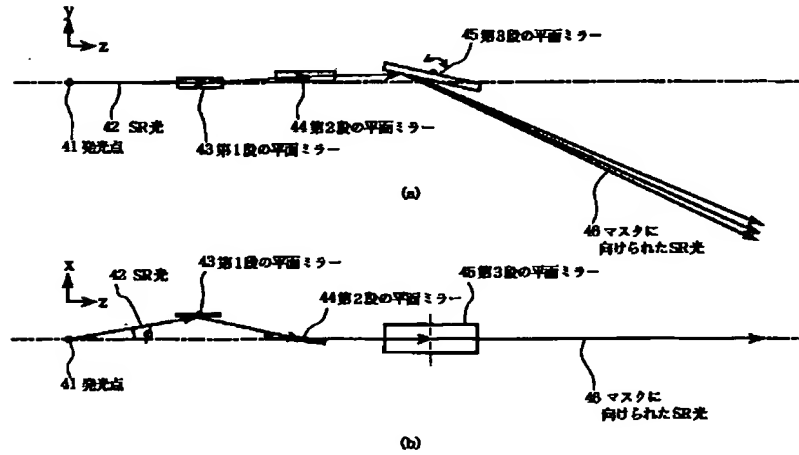 y
z
45 第3段の平面ミラー
42 SR光
44 第2段の平面ミラー
43 第1段の平面ミラー
41 発光点
(a)
46 マスクに
向けられたSR光
x
z
42 SR光
43 第1段の平面ミラー
44 第2段の平面ミラー
45 第3段の平面ミラー
41 発光点
46 マスクに
向けられたSR光
(b)